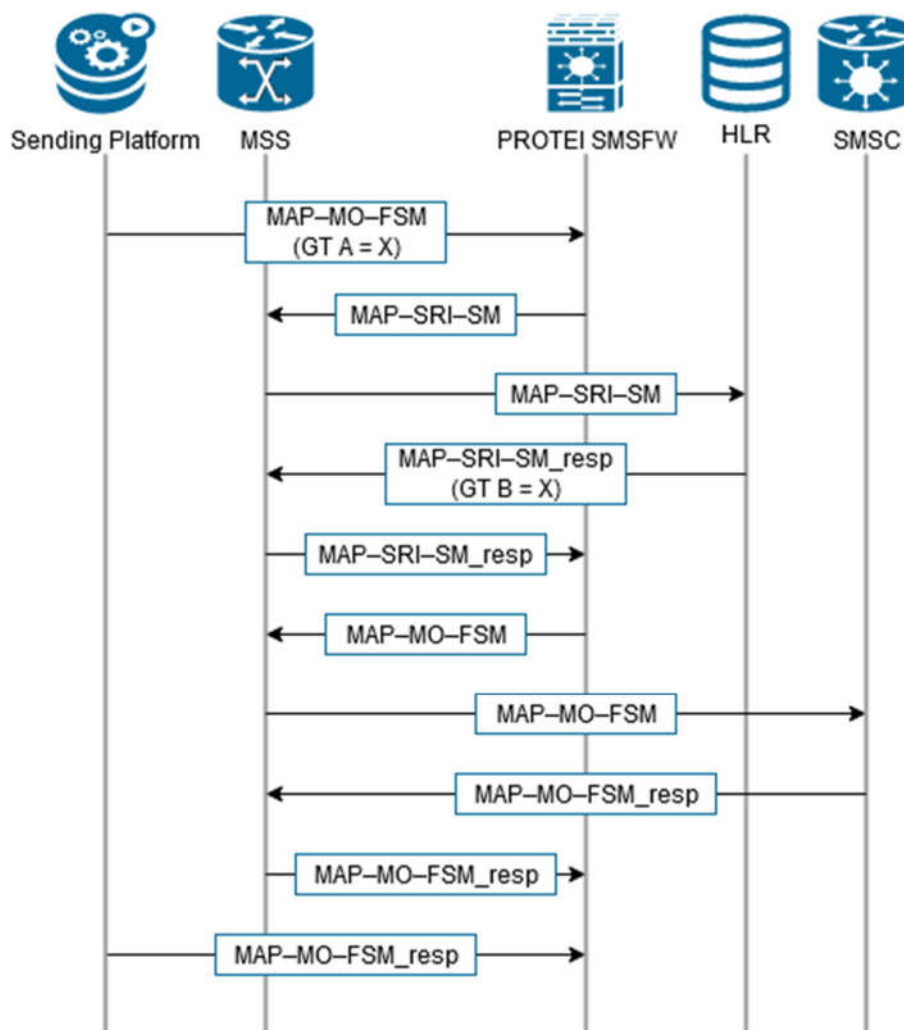 Sending Platform
MSS
PROTEI SMSFW
HLR
SMSC
MAP–MO–FSM
(GT A = X)
MAP–SRI–SM
MAP–SRI–SM
MAP–SRI–SM_resp
(GT B = X)
MAP–SRI–SM_resp
MAP–MO–FSM
MAP–MO–FSM
MAP–MO–FSM_resp
MAP–MO–FSM_resp
MAP–MO–FSM_resp